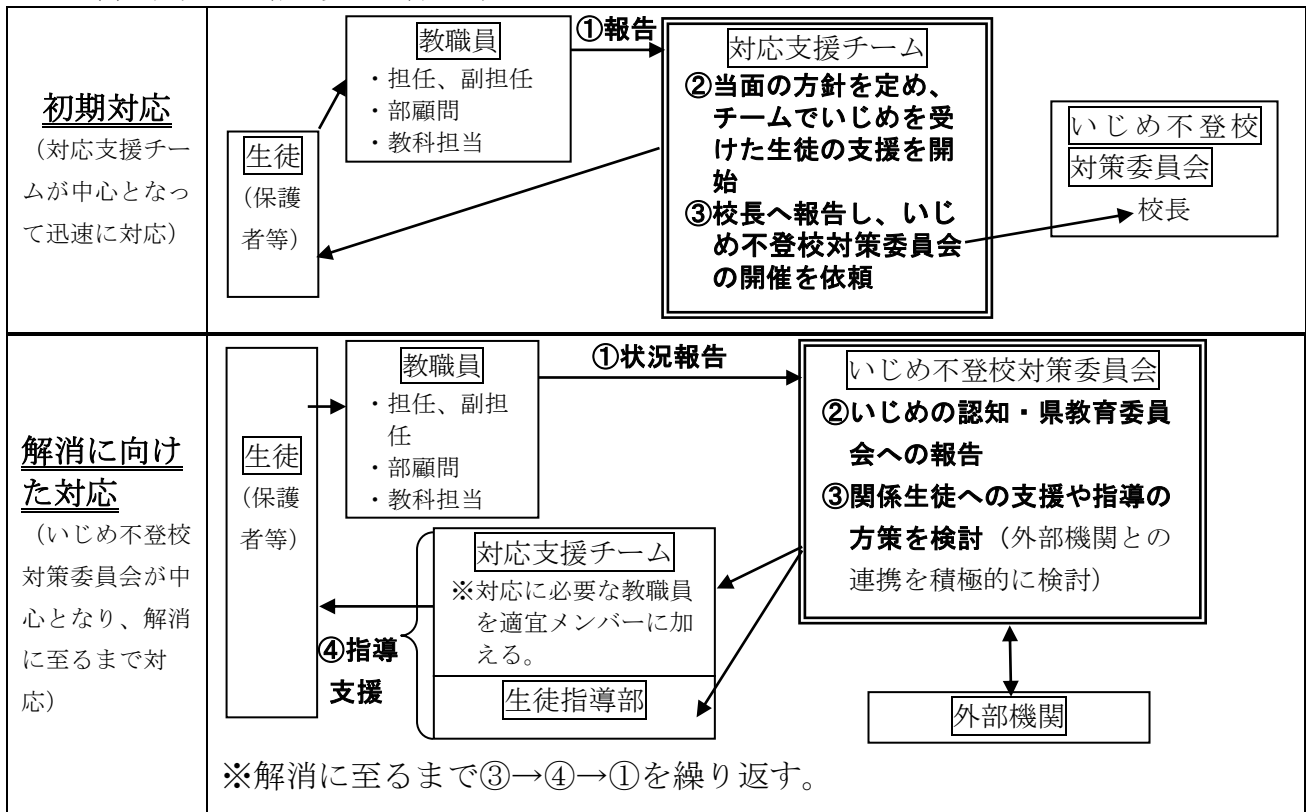 初期対応
（対応支援チー
ムが中心となっ
て迅速に対応）
生徒
（保護
者等）
教職員
・担任、副担任
・部顧問
・教科担当
①報告
対応支援チーム
②当面の方針を定め、
チームでいじめを受
けた生徒の支援を開
始
③校長へ報告し、いじ
め不登校対策委員会
の開催を依頼
いじめ不登校
対策委員会
校長
解消に向け
た対応
（いじめ不登校
対策委員会が中
心となり、解消
に至るまで対
応）
生徒
（保護
者等）
教職員
・担任、副担
任
・部顧問
・教科担当
①状況報告
いじめ不登校対策委員会
②いじめの認知・県教育委員
会への報告
③関係生徒への支援や指導の
方策を検討（外部機関との
連携を積極的に検討）
対応支援チーム
※対応に必要な教職員
を適宜メンバーに加
える。
④指導
支援
生徒指導部
外部機関
※解消に至るまで③→④→①を繰り返す。